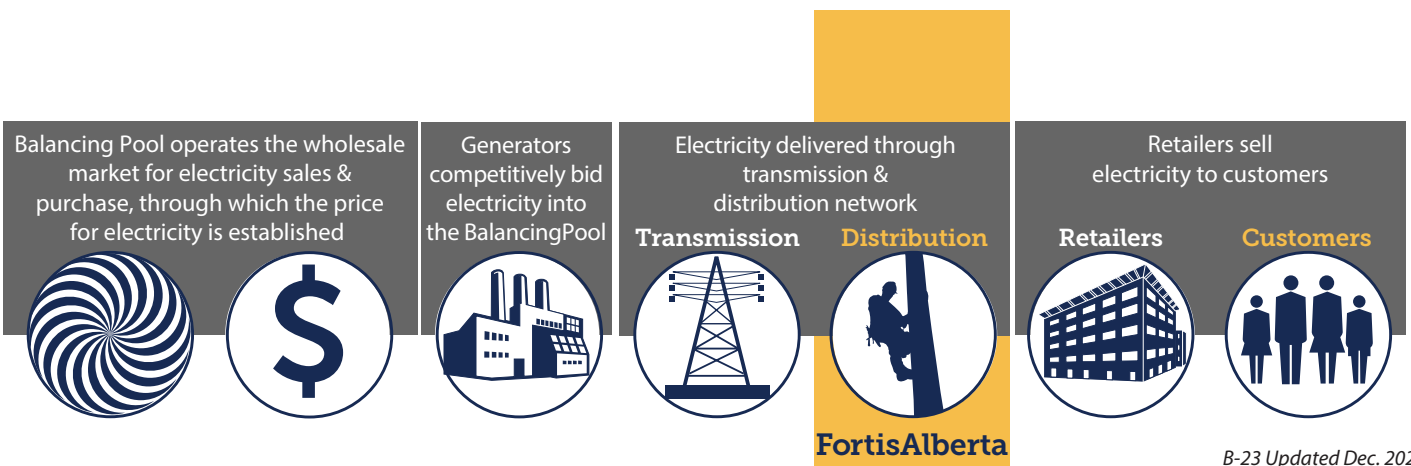 Balancing Pool operates the wholesale
market for electricity sales &
purchase, through which the price
for electricity is established
Generators
competitively bid
electricity into
the BalancingPool
Electricity delivered through
transmission &
distribution network
Transmission
Distribution
Retailers sell
electricity to customers
Retailers
Customers
$
FortisAlberta
B-23 Updated Dec. 202